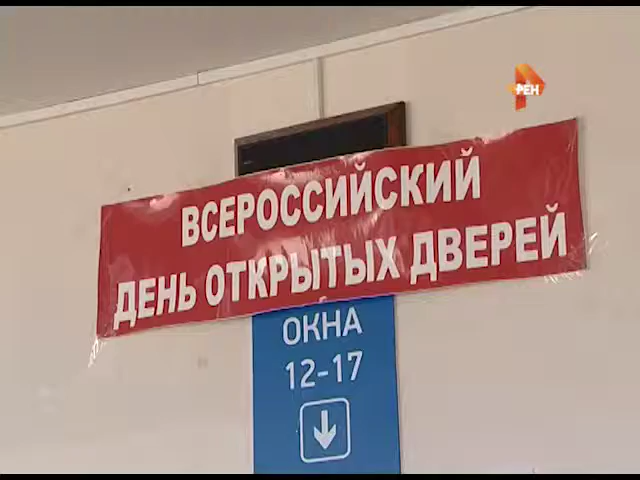 РЕН
ВСЕРОССИЙСКИЙ
ДЕНЬ ОТКРЫТЫХ ДВЕРЕЙ
ОКНА
12-17